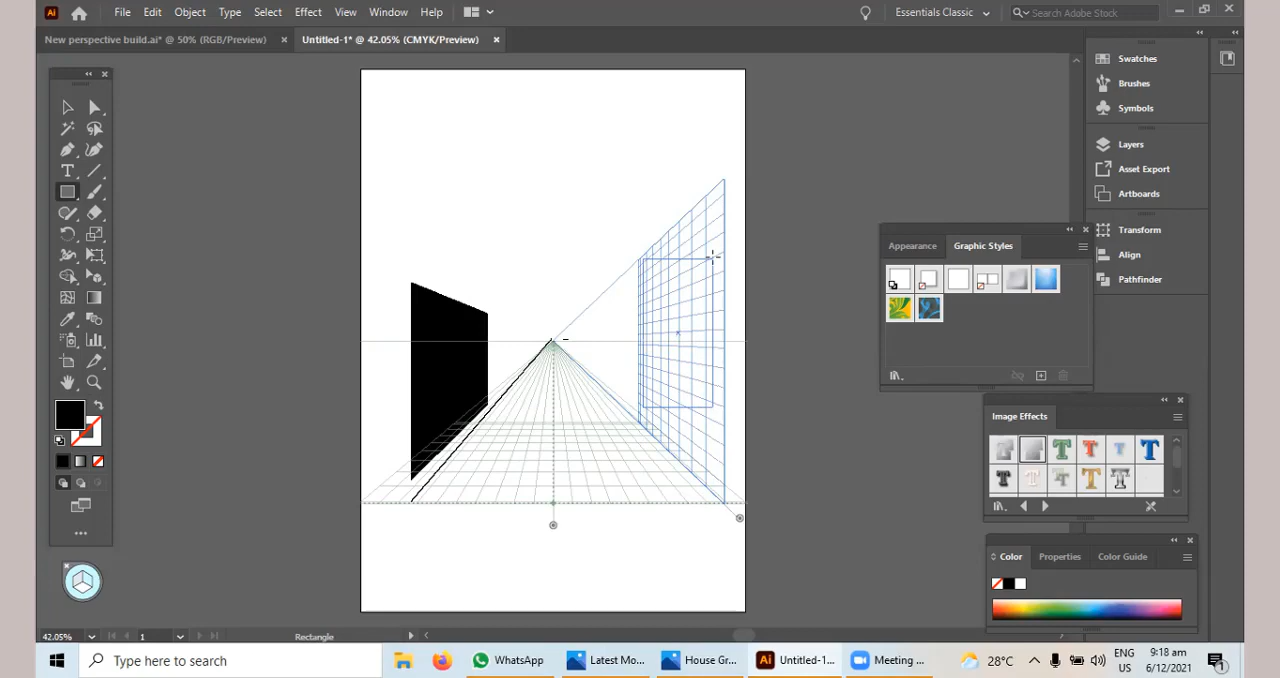 Ai File Edit Object Type Select Effect View Window Help Essentials Classic Search Adobe Stock
New perspective build.ai* @ 50% (RGB/Preview) × Untitled-1* @ 42.05% (CMYK/Preview) ×
Swatches
Brushes
Symbols
Layers
Asset Export
Artboards
Transform
Align
Pathfinder
Appearance Graphic Styles
Image Effects
Color Properties Color Guide
42.05% 1 Rectangle
Type here to search WhatsApp Latest Mo... House Gr... Ai Untitled-1... Meeting ... 28°C ENG US 9:18 am 6/12/2021 1